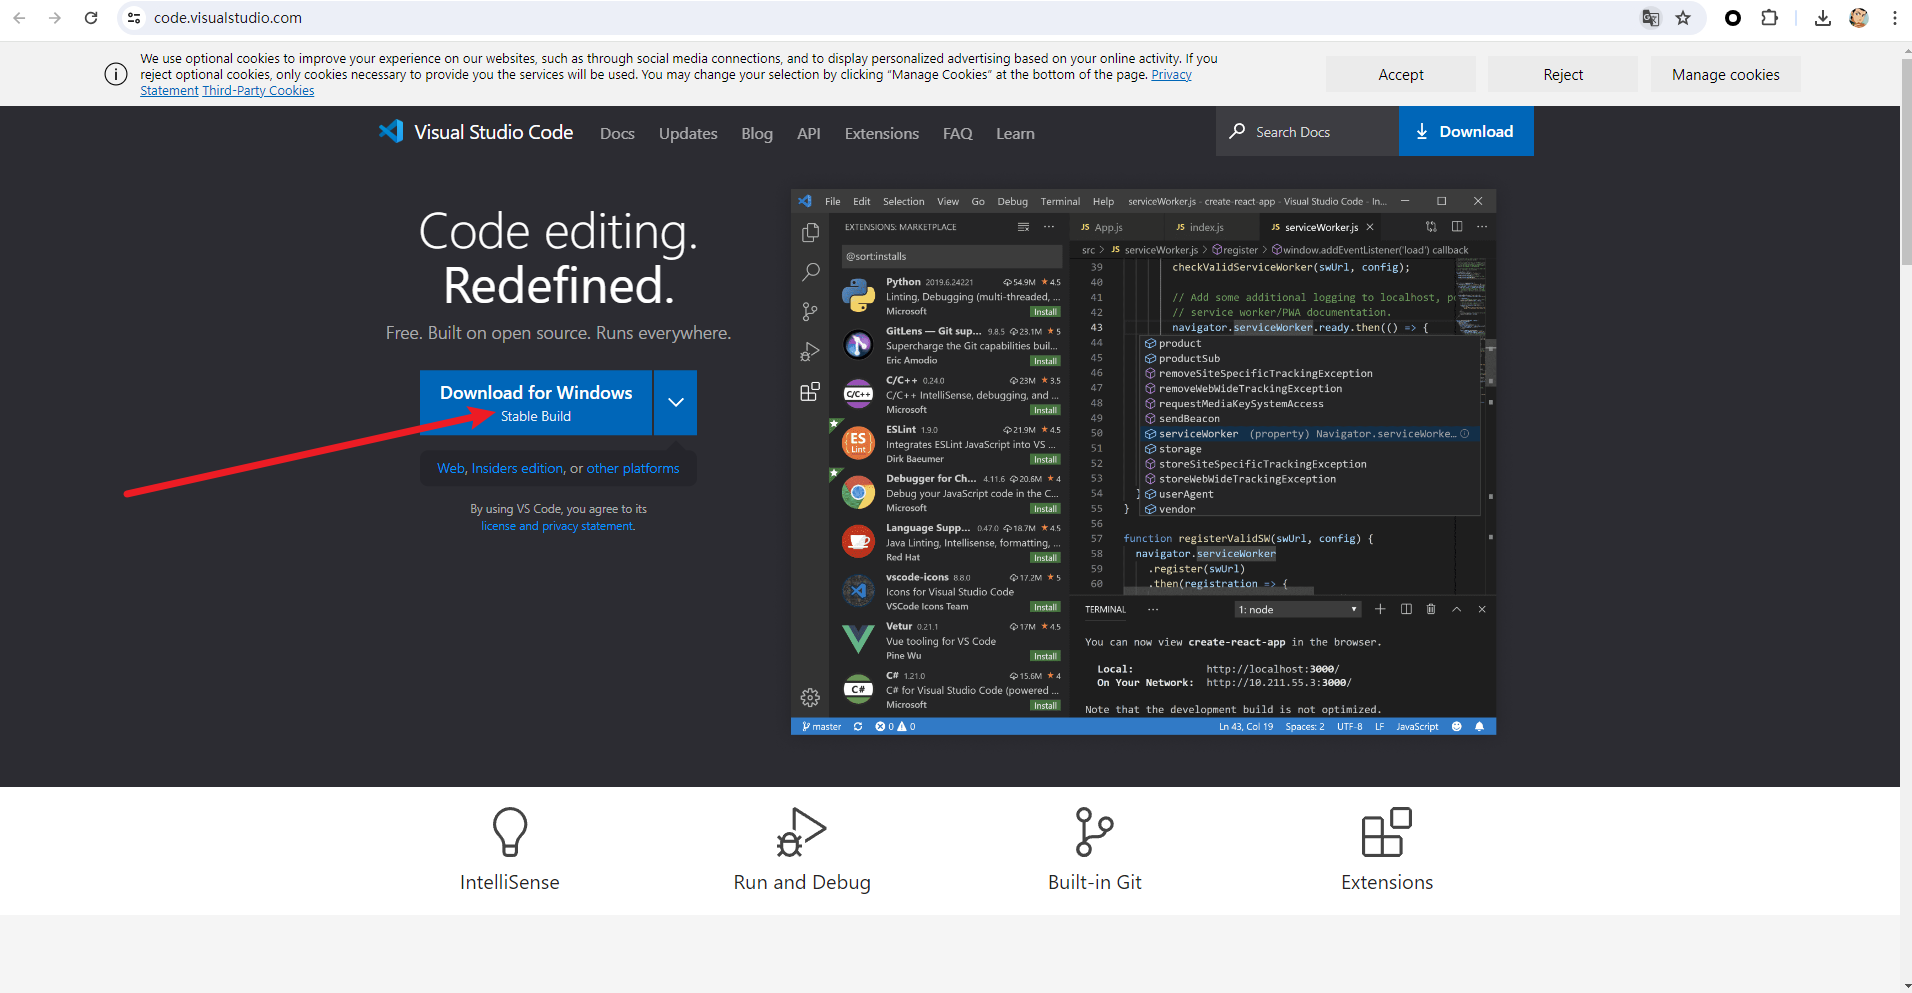 code.visualstudio.com
We use optional cookies to improve your experience on our websites, such as through social media connections, and to display personalized advertising based on your online activity. If you
reject optional cookies, only cookies necessary to provide you the services will be used. You may change your selection by clicking “Manage Cookies” at the bottom of the page. Privacy
Statement Third-Party Cookies
Accept
Reject
Manage cookies
Visual Studio Code
Docs
Updates
Blog
API
Extensions
FAQ
Learn
Search Docs
Download
Code editing.
Redefined.
Free. Built on open source. Runs everywhere.
Download for Windows
Stable Build
Web, Insiders edition, or other platforms
By using VS Code, you agree to its
license and privacy statement.
File Edit Selection View Go Debug Terminal Help serviceWorker.js - create-react-app - Visual Studio Code - In...
EXTENSIONS: MARKETPLACE
@sort:installs
Python 2019.6.24221 54.9M 4.5
Linting, Debugging (multi-threaded, ...
Microsoft Install
GitLens — Git sup... 9.8.5 23.1M 5
Supercharge the Git capabilities buil...
Eric Amodio Install
C/C++
C/C++ 0.24.0 23M 3.5
C/C++ IntelliSense, debugging, and ...
Microsoft Install
ES
Lint
ESLint 1.9.0 21.9M 4.5
Integrates ESLint JavaScript into VS ...
Dirk Baeumer Install
Debugger for Ch... 4.11.6 20.6M 4
Debug your JavaScript code in the C...
Microsoft Install
Language Supp... 0.47.0 18.7M 4.5
Java Linting, Intellisense, formatting, ...
Red Hat Install
vscode-icons 8.8.0 17.2M 5
Icons for Visual Studio Code
VSCode Icons Team Install
Vetur 0.21.1 17M 4.5
Vue tooling for VS Code
Pine Wu Install
C#
C# 1.21.0 15.6M 4
C# for Visual Studio Code (powered ...
Microsoft Install
JS App.js
JS index.js
JS serviceWorker.js
src > JS serviceWorker.js > register > window.addEventListener('load') callback
39 checkValidServiceWorker(swUrl, config);
40
41 // Add some additional logging to localhost, p
42 // service worker/PWA documentation.
43 navigator.serviceWorker.ready.then(() => {
44 product
45 productSub
46 removeSiteSpecificTrackingException
47 removeWebWideTrackingException
48 requestMediaKeySystemAccess
49 sendBeacon
50 serviceWorker (property) Navigator.serviceWorke...
51 storage
52 storeSiteSpecificTrackingException
53 storeWebWideTrackingException
54 } userAgent
55 } vendor
56
57 function registerValidSW(swUrl, config) {
58 navigator.serviceWorker
59 .register(swUrl)
60 .then(registration => {
TERMINAL ... 1: node
You can now view create-react-app in the browser.
Local: http://localhost:3000/
On Your Network: http://10.211.55.3:3000/
Note that the development build is not optimized.
master 0 0 Ln 43, Col 19 Spaces: 2 UTF-8 LF JavaScript
IntelliSense
Run and Debug
Built-in Git
Extensions